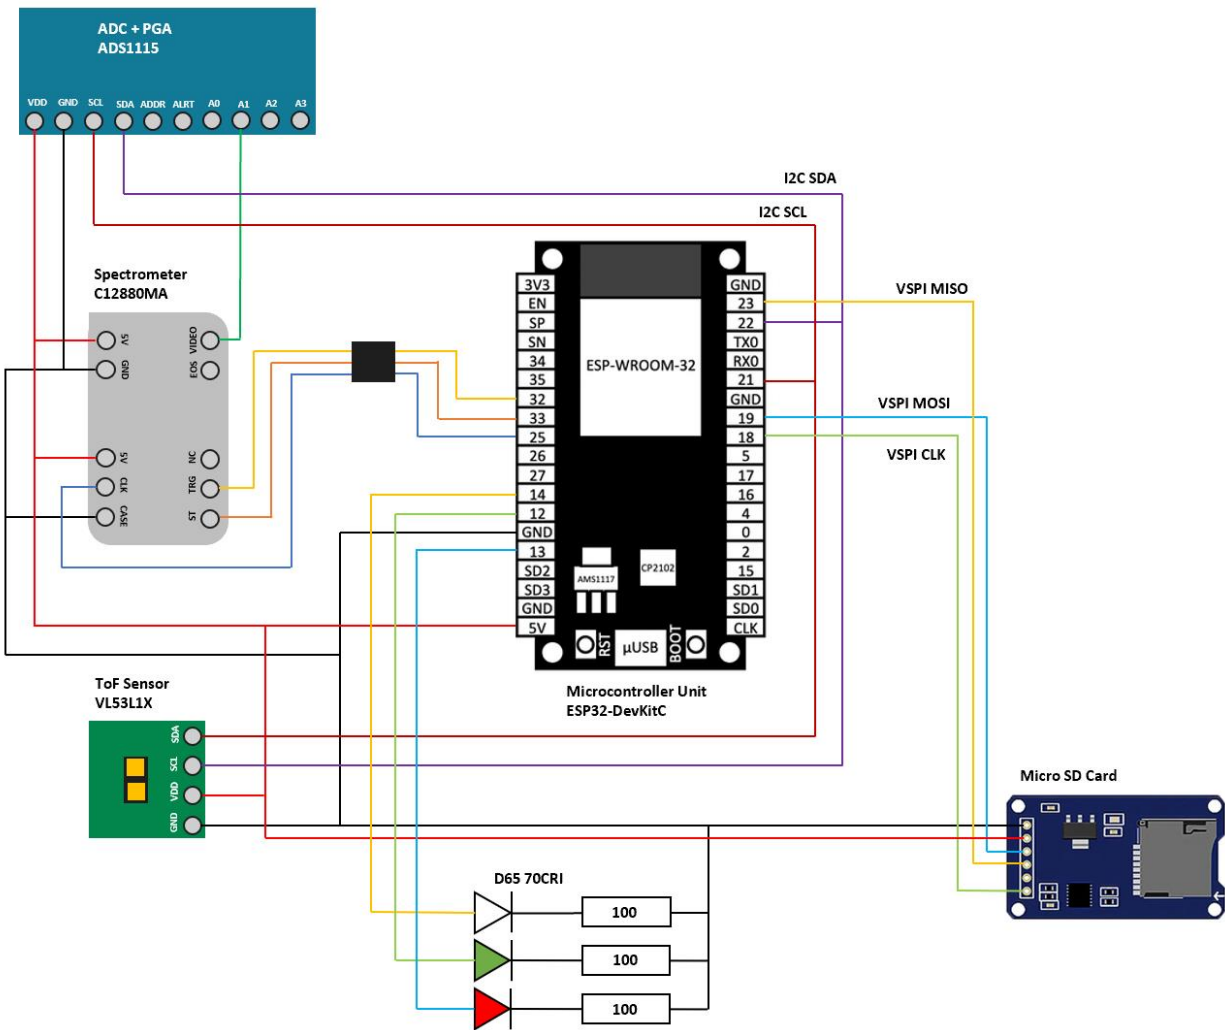 ADC + PGA
ADS1115
VDD GND SCL SDA ADDR ALRT A0 A1 A2 A3
I2C SDA
I2C SCL
Spectrometer
C12880MA
5V
GND
5V
CLK
CASE
VIDEO
EOS
NC
TRG
ST
3V3
EN
SP
SN
34
35
32
33
25
26
27
14
12
GND
13
SD2
SD3
GND
5V
ESP-WROOM-32
AMS1117
CP2102
RST
µUSB
BOOT
GND
23
22
TX0
RX0
21
GND
19
18
5
17
16
4
0
2
15
SD1
SD0
CLK
VSPI MISO
VSPI MOSI
VSPI CLK
Microcontroller Unit
ESP32-DevKitC
ToF Sensor
VL53L1X
SDA
SCL
VDD
GND
Micro SD Card
D65 70CRI
100
100
100